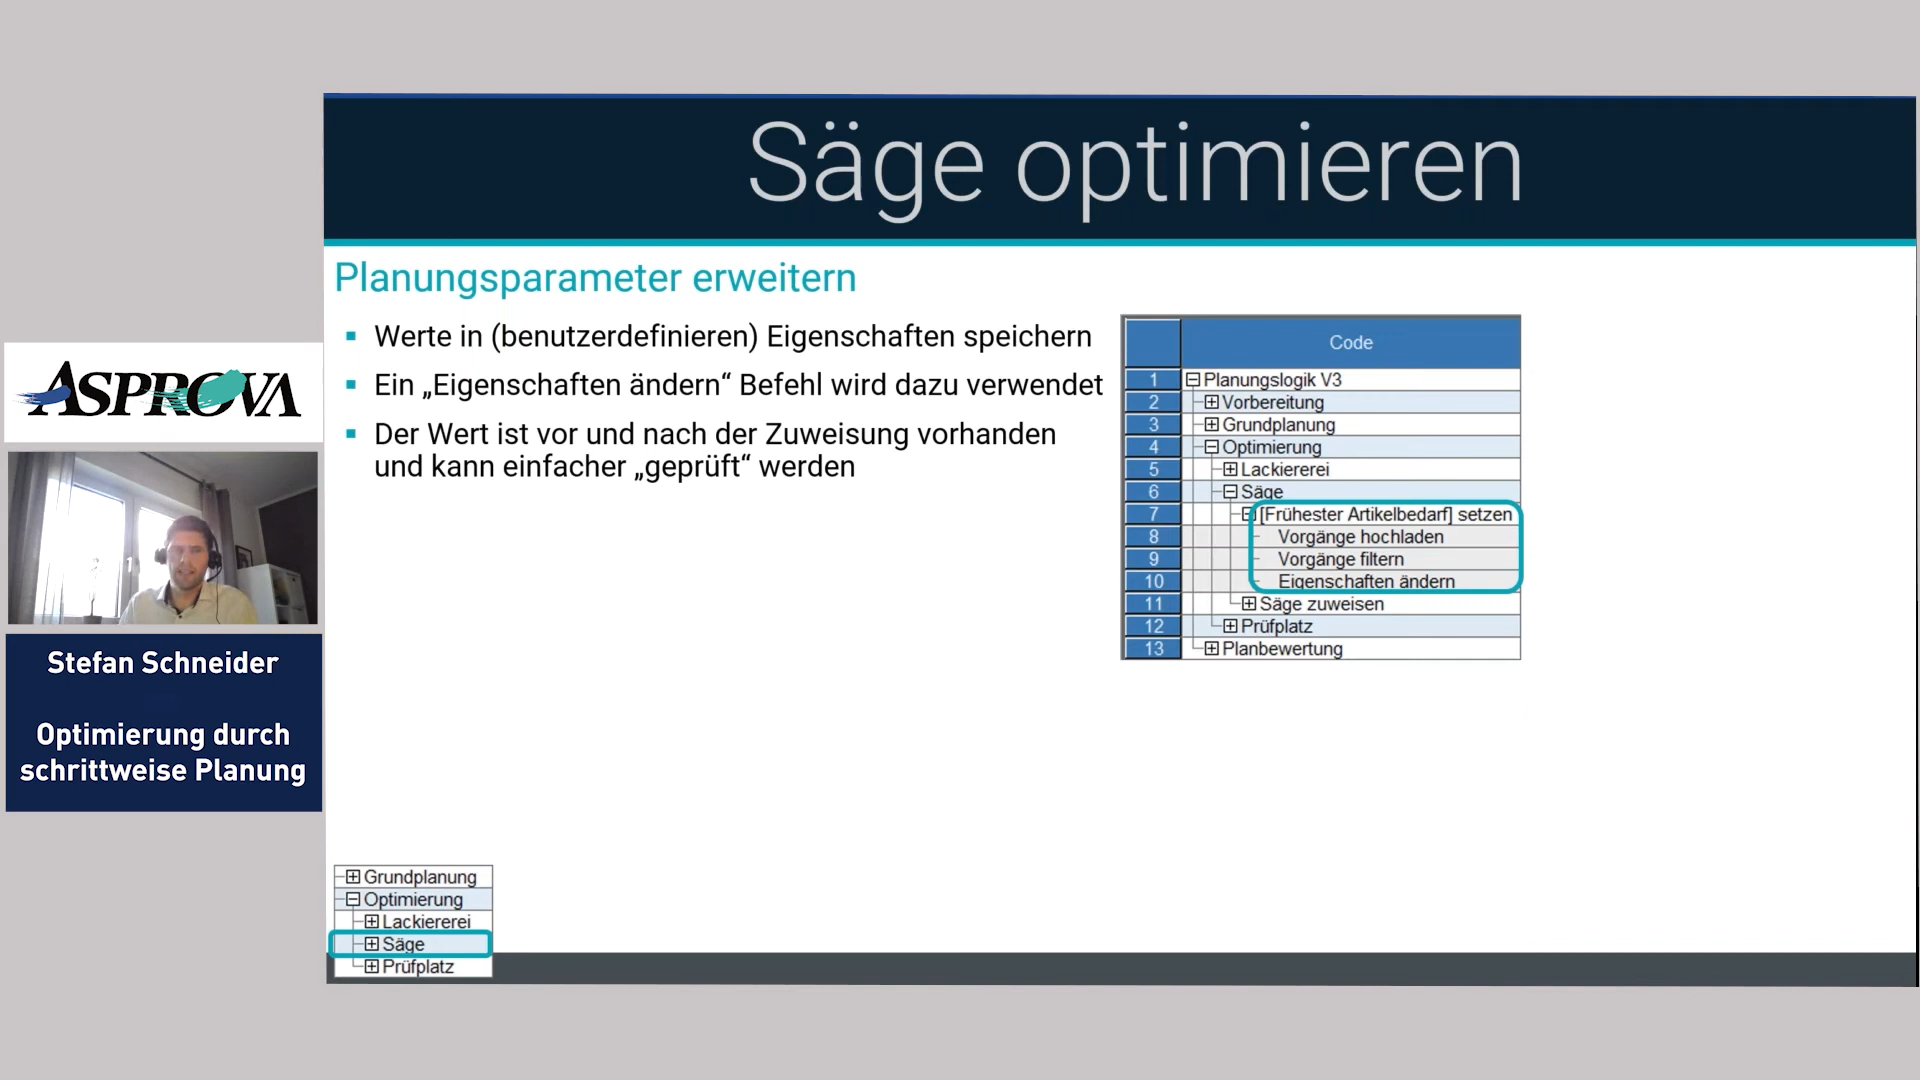 Säge optimieren
Planungsparameter erweitern
Werte in (benutzerdefinieren) Eigenschaften speichern
Ein „Eigenschaften ändern“ Befehl wird dazu verwendet
Der Wert ist vor und nach der Zuweisung vorhanden
und kann einfacher „geprüft“ werden
Code
1 Planungslogik V3
2 Vorbereitung
3 Grundplanung
4 Optimierung
5 Lackiererei
6 Säge
7 [Frühester Artikelbedarf] setzen
8 Vorgänge hochladen
9 Vorgänge filtern
10 Eigenschaften ändern
11 Säge zuweisen
12 Prüfplatz
13 Planbewertung
ASPROVA
Stefan Schneider
Optimierung durch
schrittweise Planung
Grundplanung
Optimierung
Lackiererei
Säge
Prüfplatz